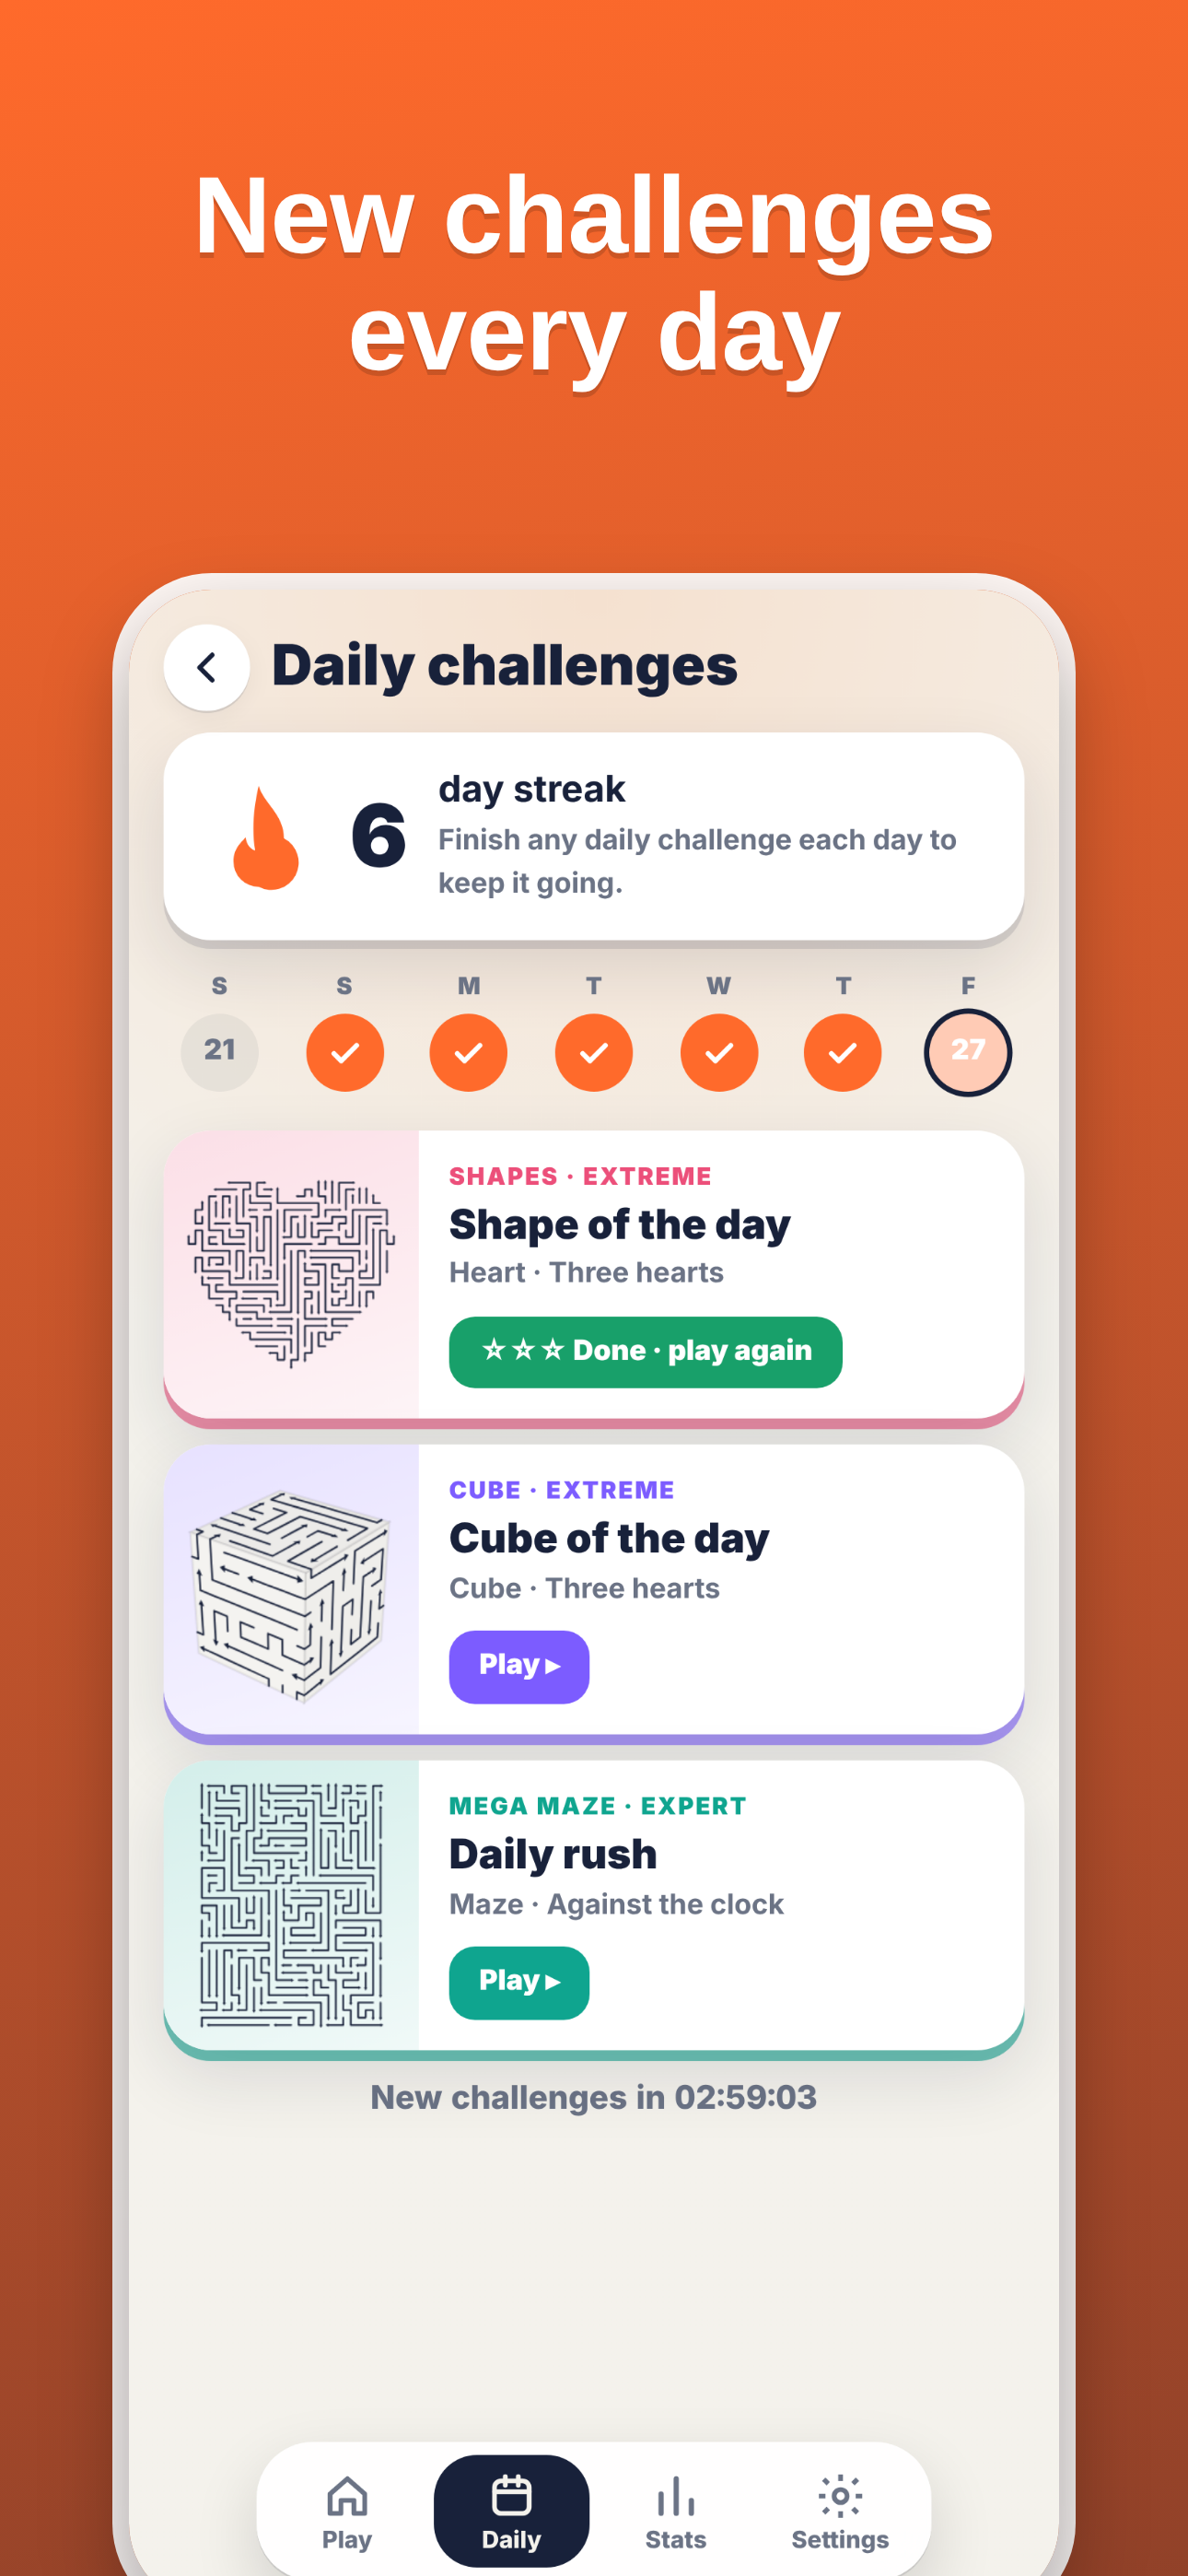 New challenges
every day
Daily challenges
6
day streak
Finish any daily challenge each day to
keep it going.
S S M T W T F
21 27
SHAPES · EXTREME
Shape of the day
Heart · Three hearts
☆☆☆ Done · play again
CUBE · EXTREME
Cube of the day
Cube · Three hearts
Play ▸
MEGA MAZE · EXPERT
Daily rush
Maze · Against the clock
Play ▸
New challenges in 02:59:03
Play Daily Stats Settings